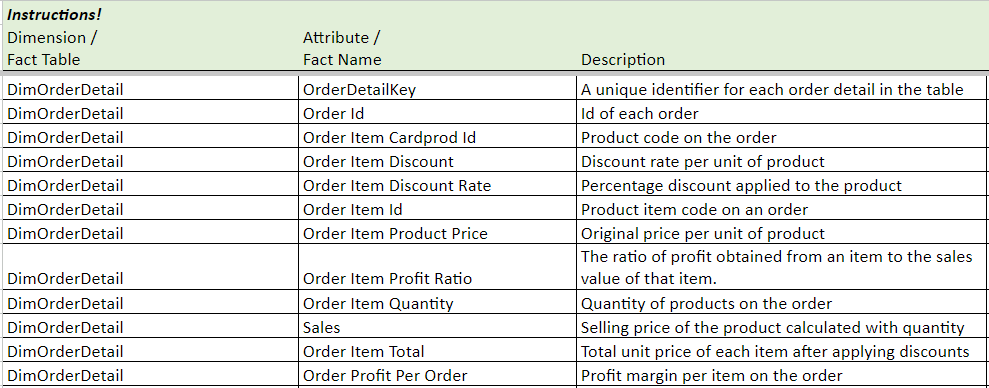 Instructions!
Dimension / Attribute /
Fact Table Fact Name Description
DimOrderDetail OrderDetailKey A unique identifier for each order detail in the table
DimOrderDetail Order Id Id of each order
DimOrderDetail Order Item Cardprod Id Product code on the order
DimOrderDetail Order Item Discount Discount rate per unit of product
DimOrderDetail Order Item Discount Rate Percentage discount applied to the product
DimOrderDetail Order Item Id Product item code on an order
DimOrderDetail Order Item Product Price Original price per unit of product
The ratio of profit obtained from an item to the sales
DimOrderDetail Order Item Profit Ratio value of that item.
DimOrderDetail Order Item Quantity Quantity of products on the order
DimOrderDetail Sales Selling price of the product calculated with quantity
DimOrderDetail Order Item Total Total unit price of each item after applying discounts
DimOrderDetail Order Profit Per Order Profit margin per item on the order